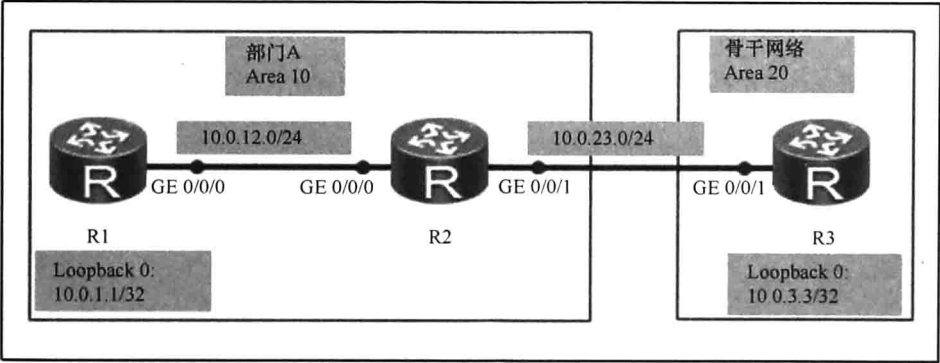 部门A
Area 10
骨干网络
Area 20
10.0.12.0/24
10.0.23.0/24
R
R
R
GE 0/0/0
GE 0/0/0
GE 0/0/1
GE 0/0/1
R1
R2
R3
Loopback 0:
10.0.1.1/32
Loopback 0:
10 0.3.3/32